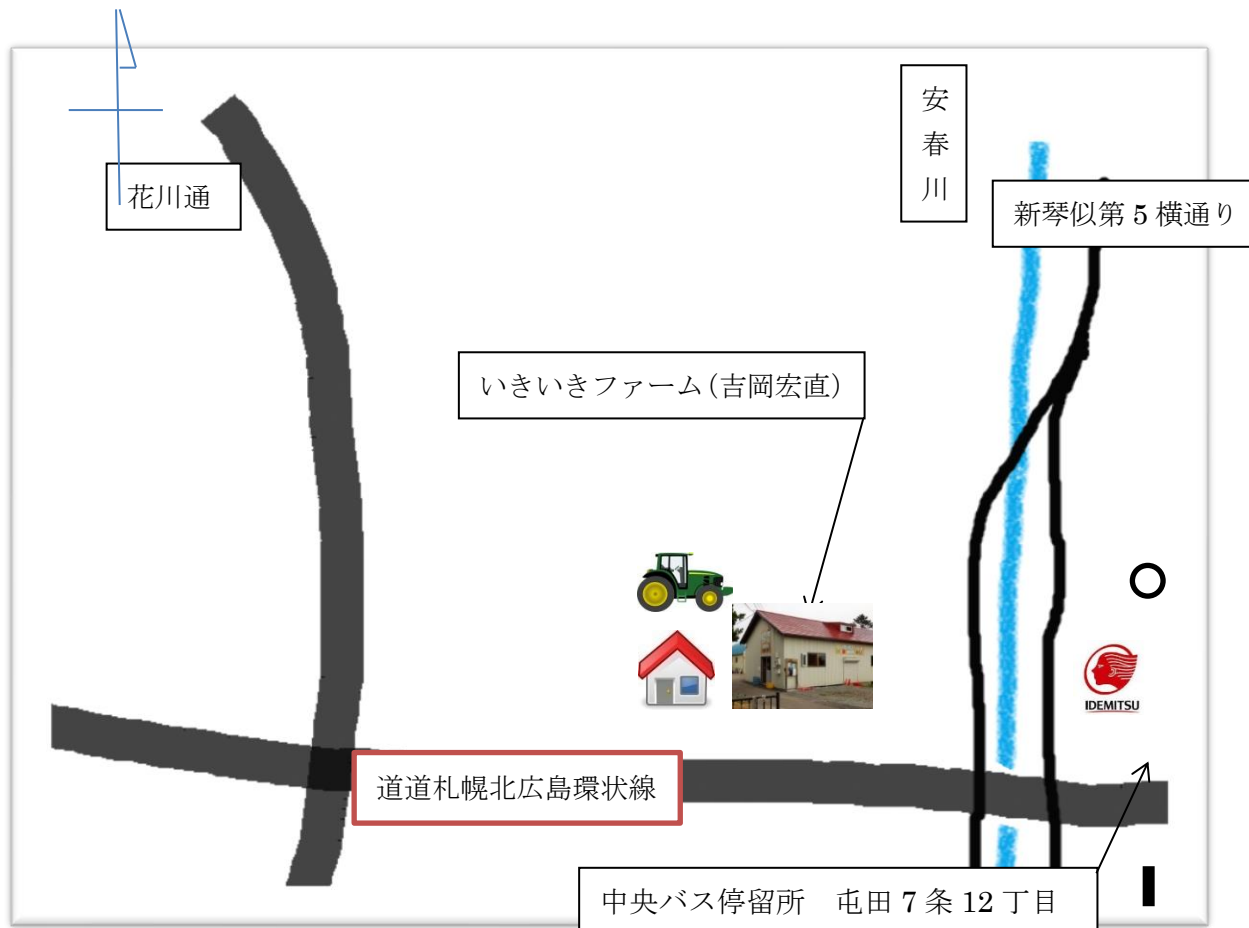 安春川
花川通
新琴似第5横通り
いきいきファーム(吉岡宏直)
IDEMITSU
道道札幌北広島環状線
中央バス停留所　屯田7条12丁目